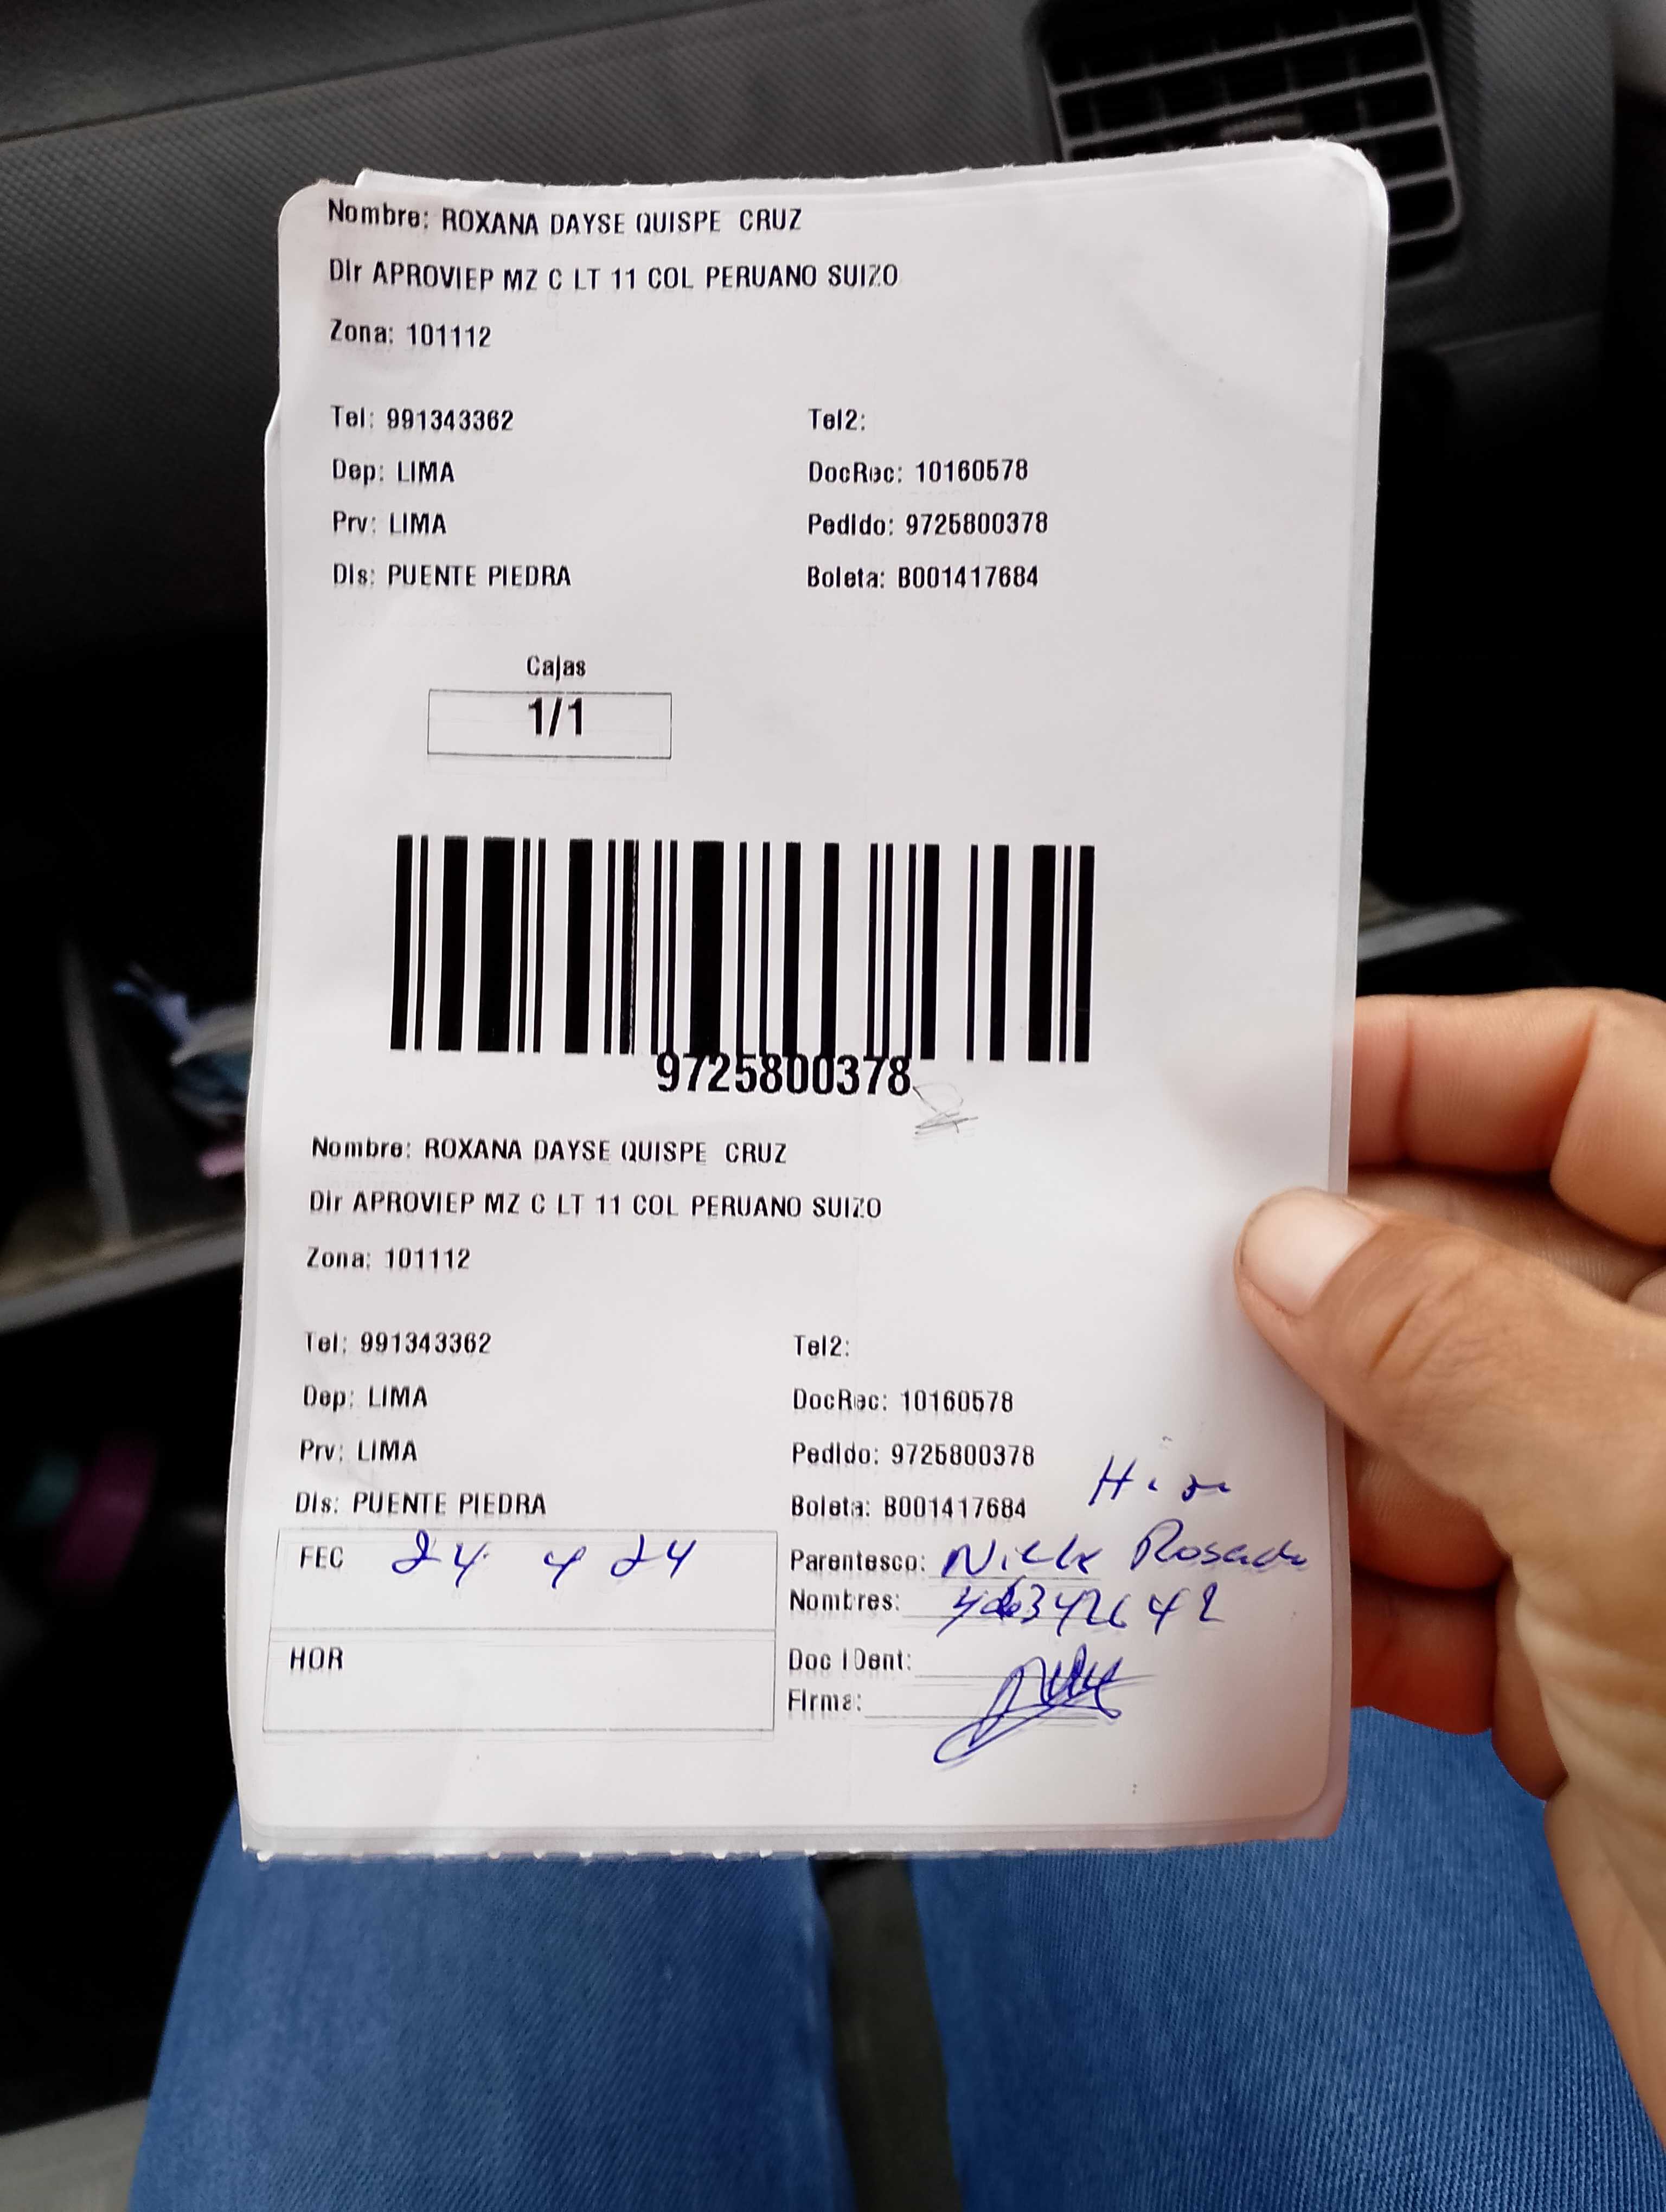 Nombre: ROXANA DAYSE QUISPE CRUZ
Dir APROVIEP MZ C LT 11 COL PERUANO SUIZO
Zona: 101112
Tel: 991343362 Tel2:
Dep: LIMA DocRec: 10160578
Prv: LIMA Pedido: 9725800378
Dis: PUENTE PIEDRA Boleta: B001417684
Cajas
1/1
9725800378
Nombre: ROXANA DAYSE QUISPE CRUZ
Dir APROVIEP MZ C LT 11 COL PERUANO SUIZO
Zona: 101112
Tel: 991343362 Tel2:
Dep: LIMA DocRec: 10160578
Prv: LIMA Pedido: 9725800378
Dis: PUENTE PIEDRA Boleta: B001417684
FEC 24 4 24 Parentesco: Rosado
Nombres:
HOR Doc IDent:
Firma: